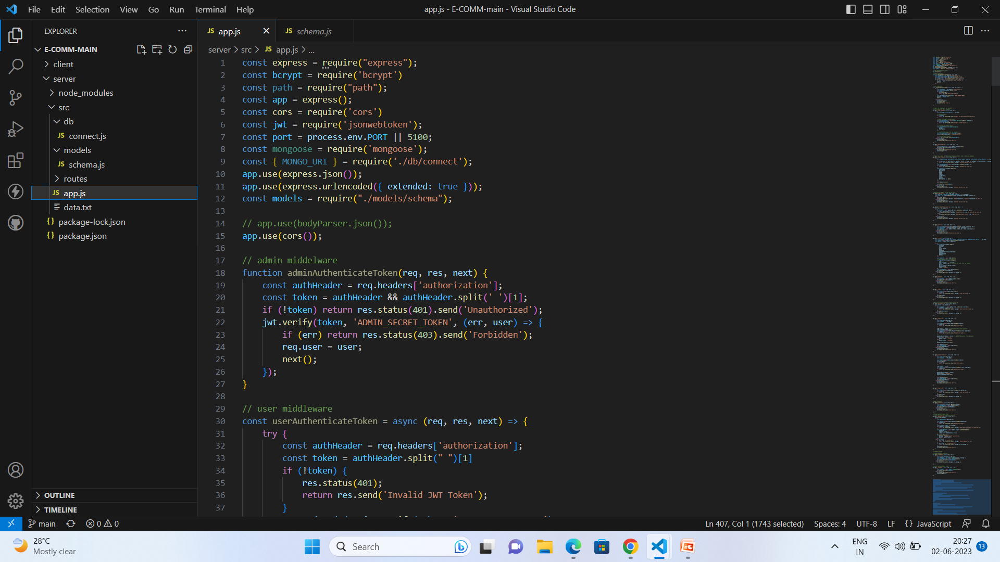 File Edit Selection View Go Run Terminal Help
app.js - E-COMM-main - Visual Studio Code
EXPLORER
E-COMM-MAIN
client
server
node_modules
src
db
JS connect.js
models
JS schema.js
routes
JS app.js
data.txt
{} package-lock.json
{} package.json
OUTLINE
TIMELINE
JS app.js
JS schema.js
server > src > JS app.js > ...
1 const express = require("express");
2 const bcrypt = require('bcrypt')
3 const path = require("path");
4 const app = express();
5 const cors = require('cors')
6 const jwt = require('jsonwebtoken');
7 const port = process.env.PORT || 5100;
8 const mongoose = require('mongoose');
9 const { MONGO_URI } = require('./db/connect');
10 app.use(express.json());
11 app.use(express.urlencoded({ extended: true }));
12 const models = require("./models/schema");
13
14 // app.use(bodyParser.json());
15 app.use(cors());
16
17 // admin middelware
18 function adminAuthenticateToken(req, res, next) {
19 const authHeader = req.headers['authorization'];
20 const token = authHeader && authHeader.split(' ')[1];
21 if (!token) return res.status(401).send('Unauthorized');
22 jwt.verify(token, 'ADMIN_SECRET_TOKEN', (err, user) => {
23 if (err) return res.status(403).send('Forbidden');
24 req.user = user;
25 next();
26 });
27 }
28
29 // user middleware
30 const userAuthenticateToken = async (req, res, next) => {
31 try {
32 const authHeader = req.headers['authorization'];
33 const token = authHeader.split(" ")[1]
34 if (!token) {
35 res.status(401);
36 return res.send('Invalid JWT Token');
37 }
main
0 0
Ln 407, Col 1 (1743 selected)
Spaces: 4
UTF-8
LF
{} JavaScript
28°C
Mostly clear
Search
ENG
IN
20:27
02-06-2023
13